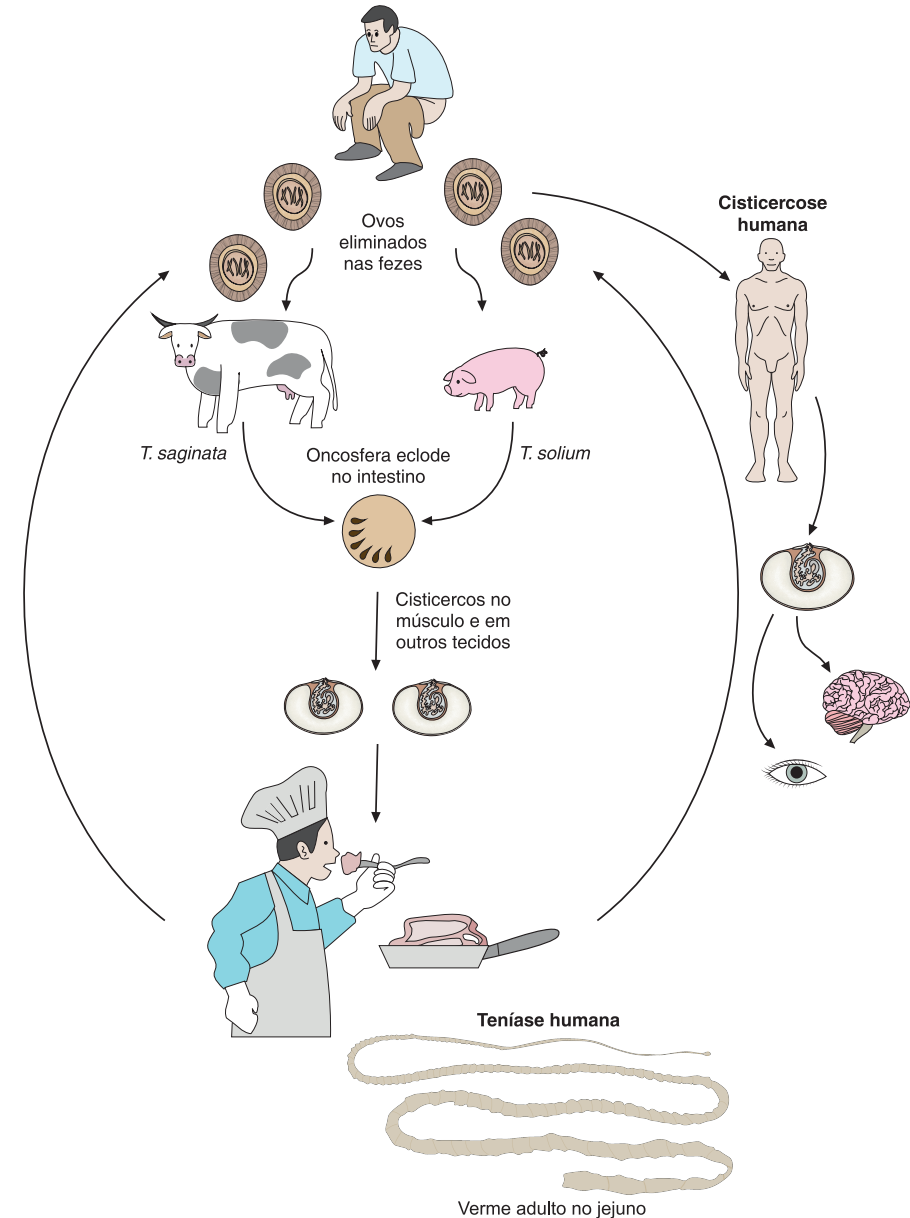 Ovos
eliminados
nas fezes
Cisticercose
humana
T. saginata
Oncosfera eclode
no intestino
T. solium
Cisticercos no
músculo e em
outros tecidos
Teníase humana
Verme adulto no jejuno